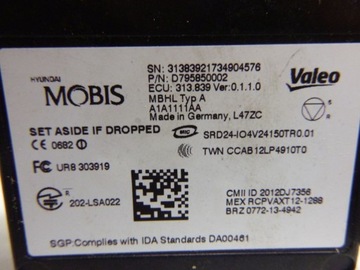 SN: 31383921734904576
P/N: D795850002
ECU: 313.839 Ver:0.1.1.0
MBHL Typ A
A1A1111AA
Made in Germany, L47ZC
HYUNDAI
MOBIS
Valeo
SET ASIDE IF DROPPED
MIC
SRD24-IO4V24150TR0.01
CE 0682
TWN CCAB12LP4910T0
FC UR8 303919
R 202-LSA022
CMII ID 2012DJ7356
MEX RCPVAXT12-1288
BRZ 0772-13-4942
SGP:Complies with IDA Standards DA00461